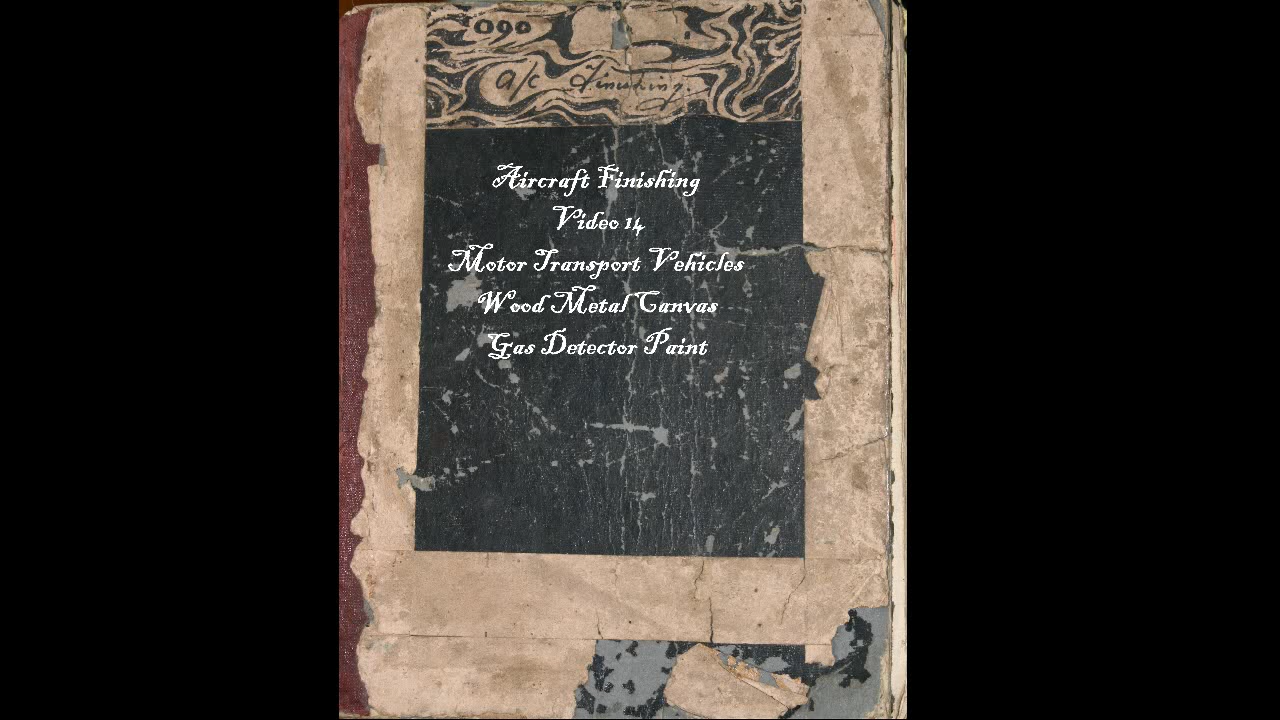 090
A/C Finishing.
Aircraft Finishing
Video 14
Motor Transport Vehicles
Wood Metal Canvas
Gas Detector Paint